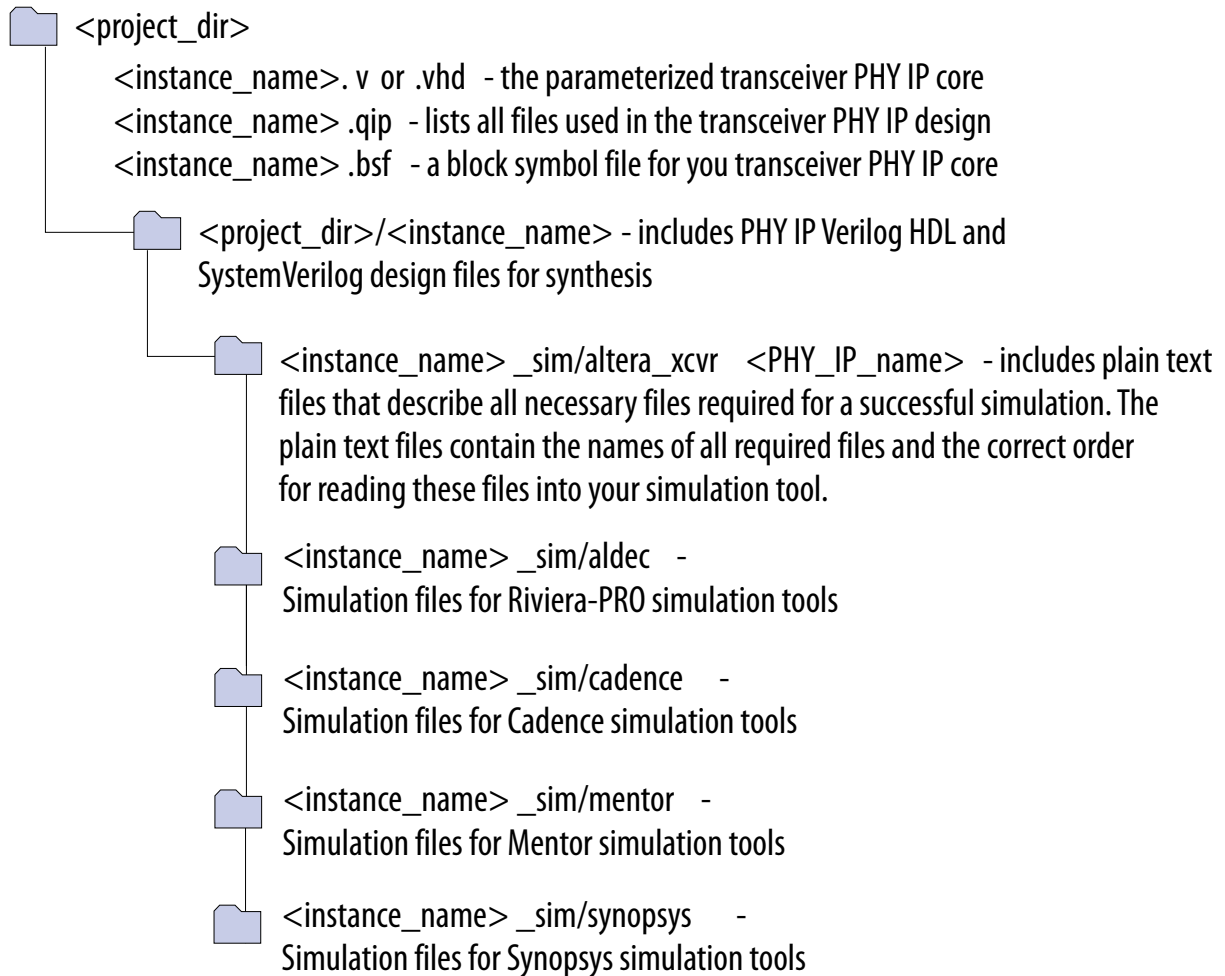 <project_dir>
<instance_name>. v or .vhd - the parameterized transceiver PHY IP core
<instance_name> .qip - lists all files used in the transceiver PHY IP design
<instance_name> .bsf - a block symbol file for you transceiver PHY IP core
<project_dir>/<instance_name> - includes PHY IP Verilog HDL and
SystemVerilog design files for synthesis
<instance_name> _sim/altera_xcvr <PHY_IP_name> - includes plain text
files that describe all necessary files required for a successful simulation. The
plain text files contain the names of all required files and the correct order
for reading these files into your simulation tool.
<instance_name> _sim/aldec -
Simulation files for Riviera-PRO simulation tools
<instance_name> _sim/cadence -
Simulation files for Cadence simulation tools
<instance_name> _sim/mentor -
Simulation files for Mentor simulation tools
<instance_name> _sim/synopsys -
Simulation files for Synopsys simulation tools